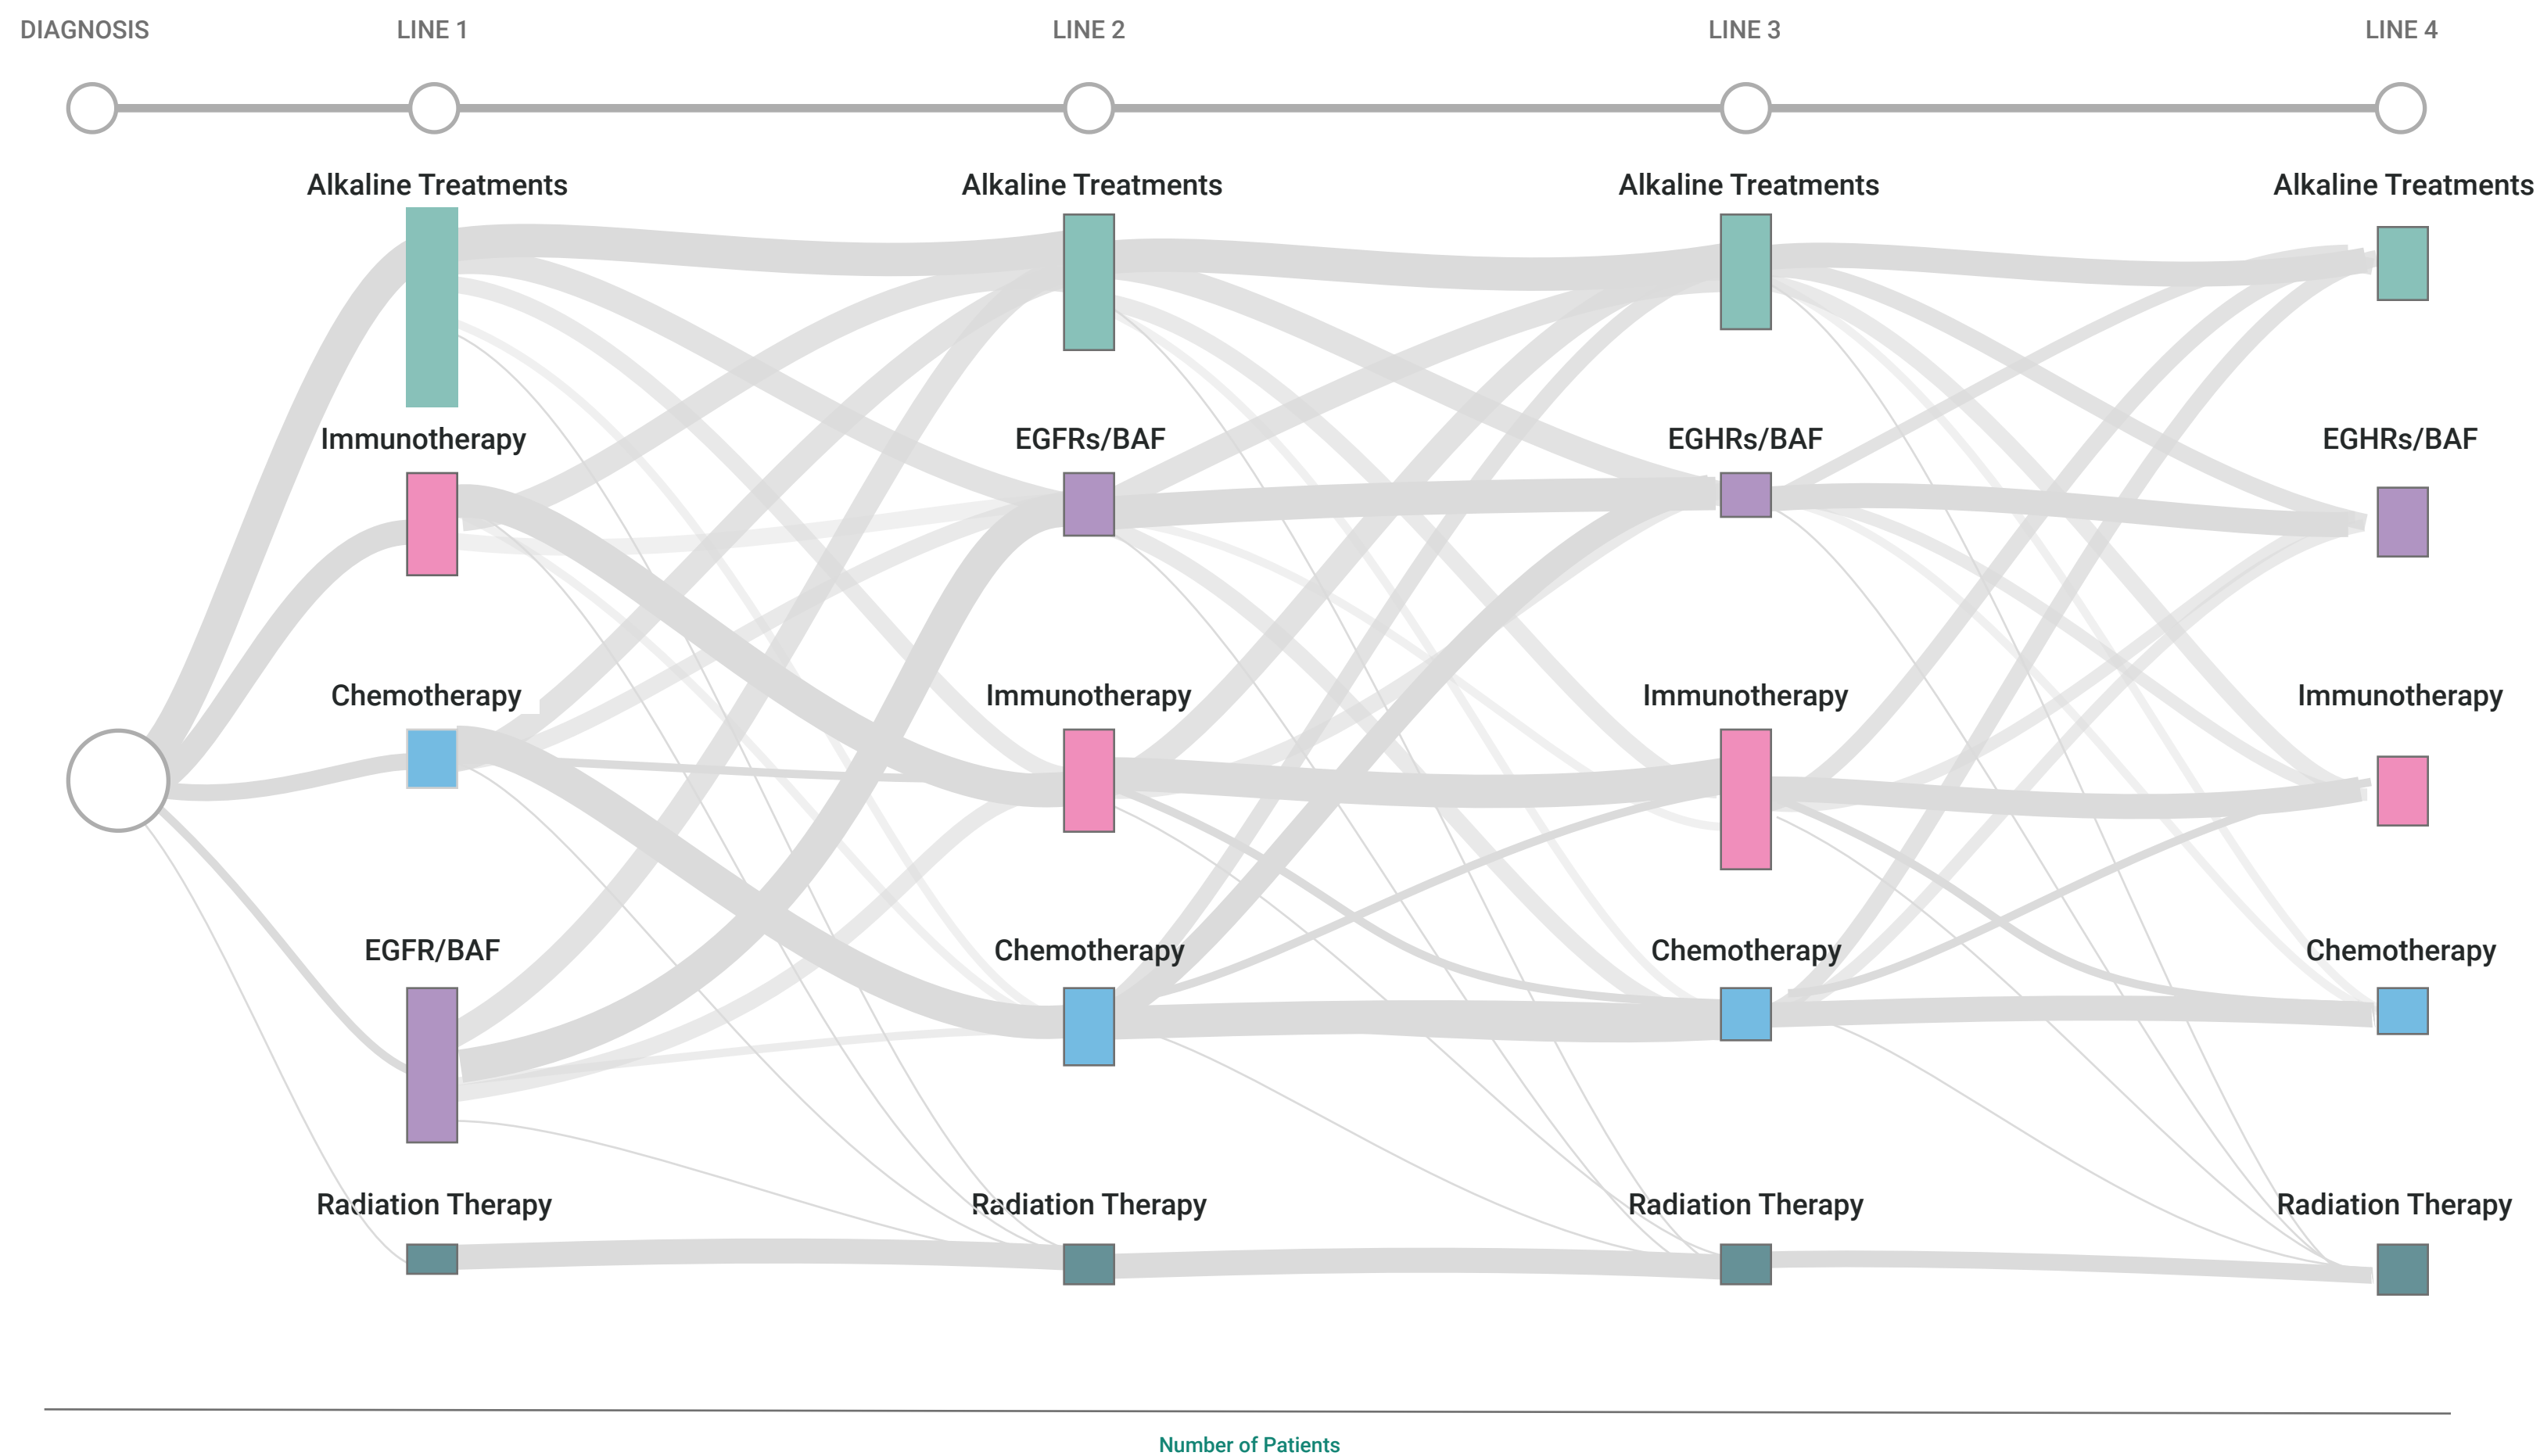 DIAGNOSIS
LINE 1
LINE 2
LINE 3
LINE 4
Alkaline Treatments
Alkaline Treatments
Alkaline Treatments
Alkaline Treatments
Immunotherapy
EGFRs/BAF
EGHRs/BAF
EGHRs/BAF
Chemotherapy
Immunotherapy
Immunotherapy
Immunotherapy
EGFR/BAF
Chemotherapy
Chemotherapy
Chemotherapy
Radiation Therapy
Radiation Therapy
Radiation Therapy
Radiation Therapy
Number of Patients